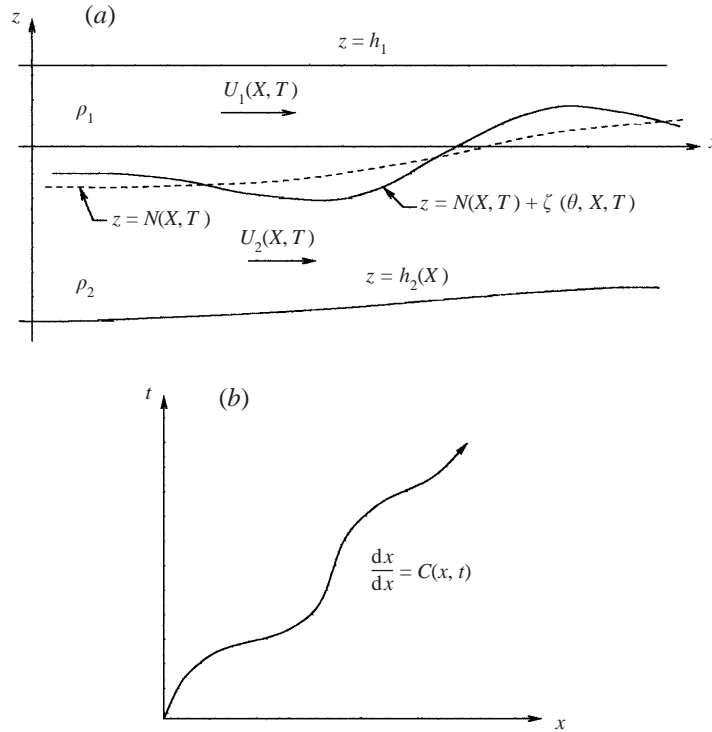 (a)
z
z = h₁
U₁(X, T)
ρ₁
x
z = N(X, T)
z = N(X, T) + ζ (θ, X, T)
U₂(X, T)
ρ₂
z = h₂(X)
(b)
t
dx/dx = C(x, t)
x